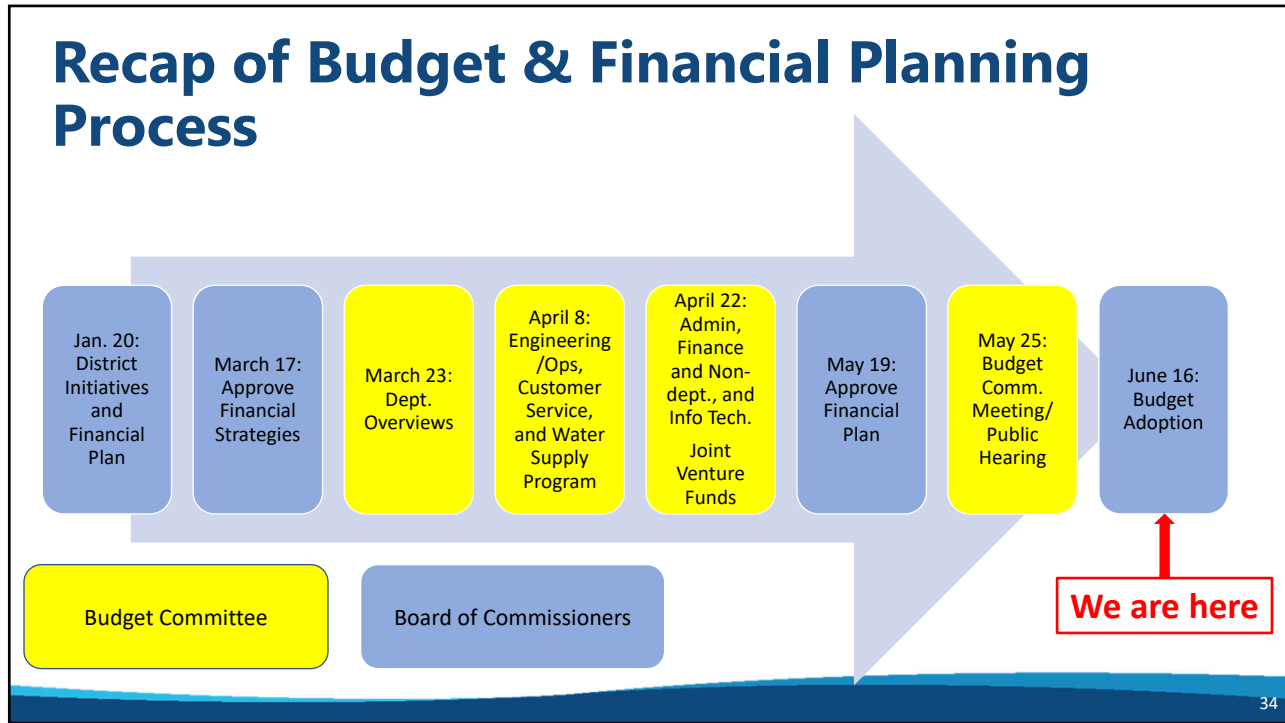 Recap of Budget & Financial Planning
Process
Jan. 20:
District
Initiatives
and
Financial
Plan
March 17:
Approve
Financial
Strategies
March 23:
Dept.
Overviews
April 8:
Engineering
/Ops,
Customer
Service,
and Water
Supply
Program
April 22:
Admin,
Finance
and Non-
dept., and
Info Tech.
Joint
Venture
Funds
May 19:
Approve
Financial
Plan
May 25:
Budget
Comm.
Meeting/
Public
Hearing
June 16:
Budget
Adoption
Budget Committee
Board of Commissioners
We are here
34